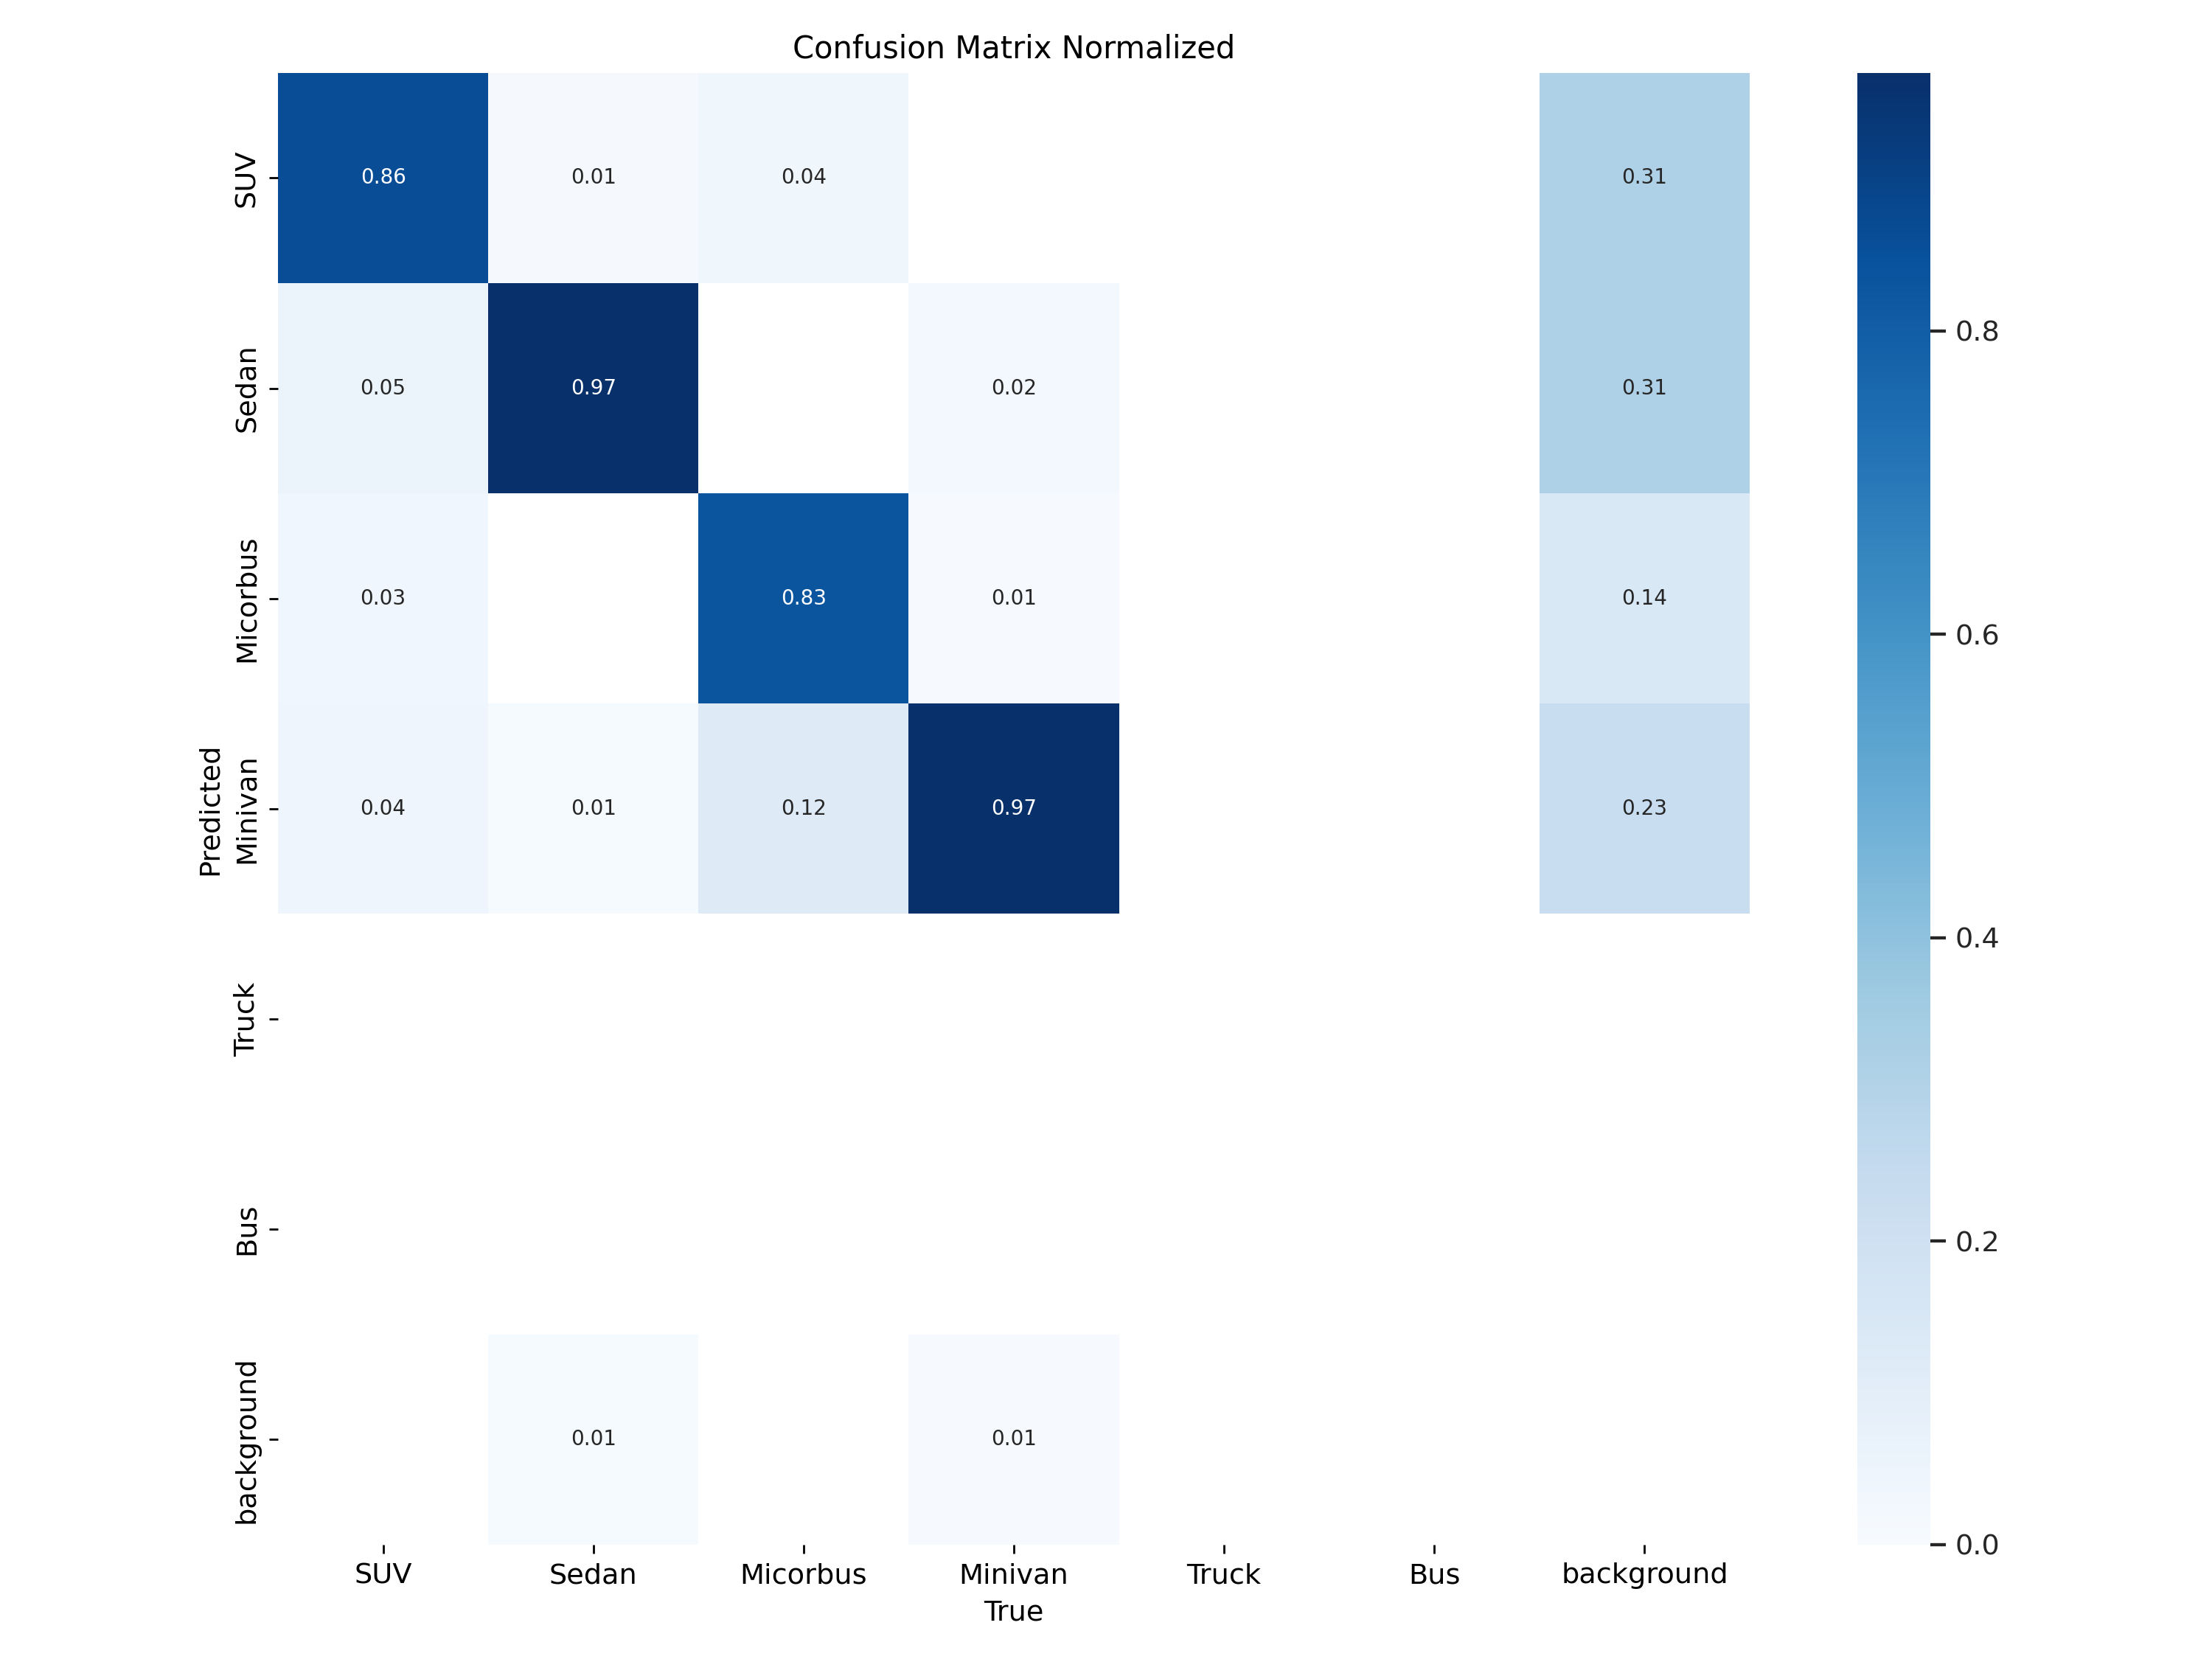 Confusion Matrix Normalized
SUV
0.86
0.01
0.04
0.31
0.8
Sedan
0.05
0.97
0.02
0.31
Micorbus
0.03
0.83
0.01
0.14
0.6
Predicted
Minivan
0.04
0.01
0.12
0.97
0.23
0.4
Truck
Bus
0.2
background
0.01
0.01
0.0
SUV
Sedan
Micorbus
Minivan
Truck
Bus
background
True